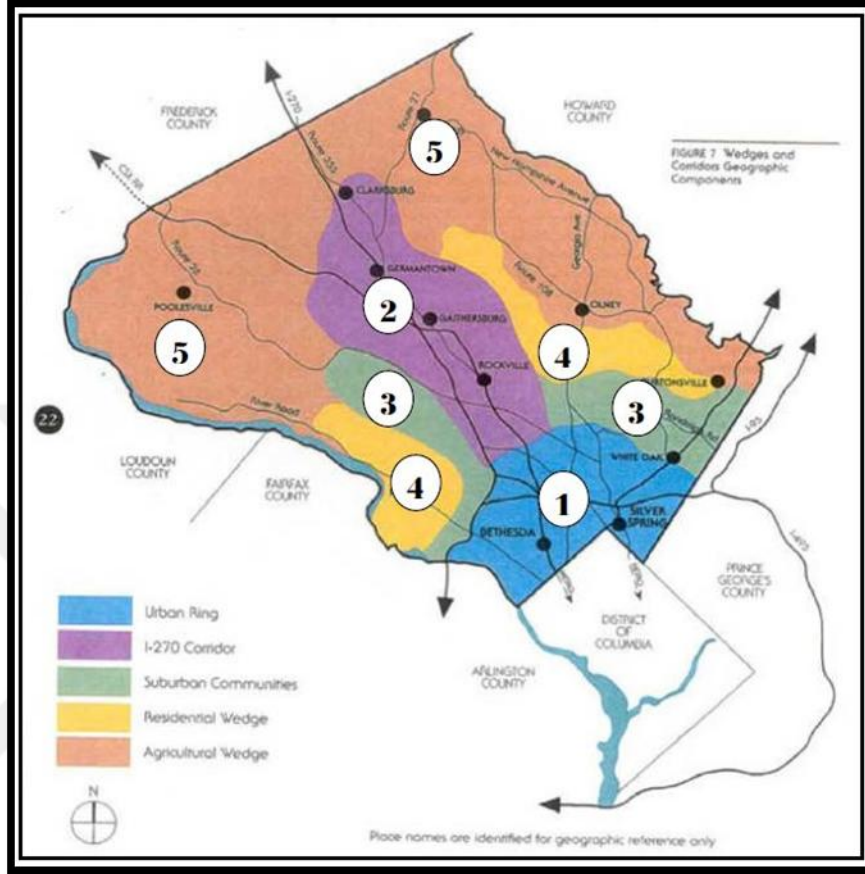 FREDERICK COUNTY
HOWARD COUNTY
FIGURE 7 Wedges and
Corridors Geographic
Components
I-270
Route 355
Route 27
New Hampshire Avenue
CSX RR
Route 28
Route 108
Georgia Ave.
5
CLARKSBURG
GERMANTOWN
POOLESVILLE
2
GAITHERSBURG
OLNEY
5
4
ROCKVILLE
3
3
22
River Road
I-95
LOUDOUN
COUNTY
FAIRFAX
COUNTY
4
WHITE OAK
1
BETHESDA
SILVER
SPRING
I-495
PRINCE
GEORGE'S
COUNTY
DISTRICT
OF
COLUMBIA
ARLINGTON
COUNTY
Urban Ring
I-270 Corridor
Suburban Communities
Residential Wedge
Agricultural Wedge
N
Place names are identified for geographic reference only